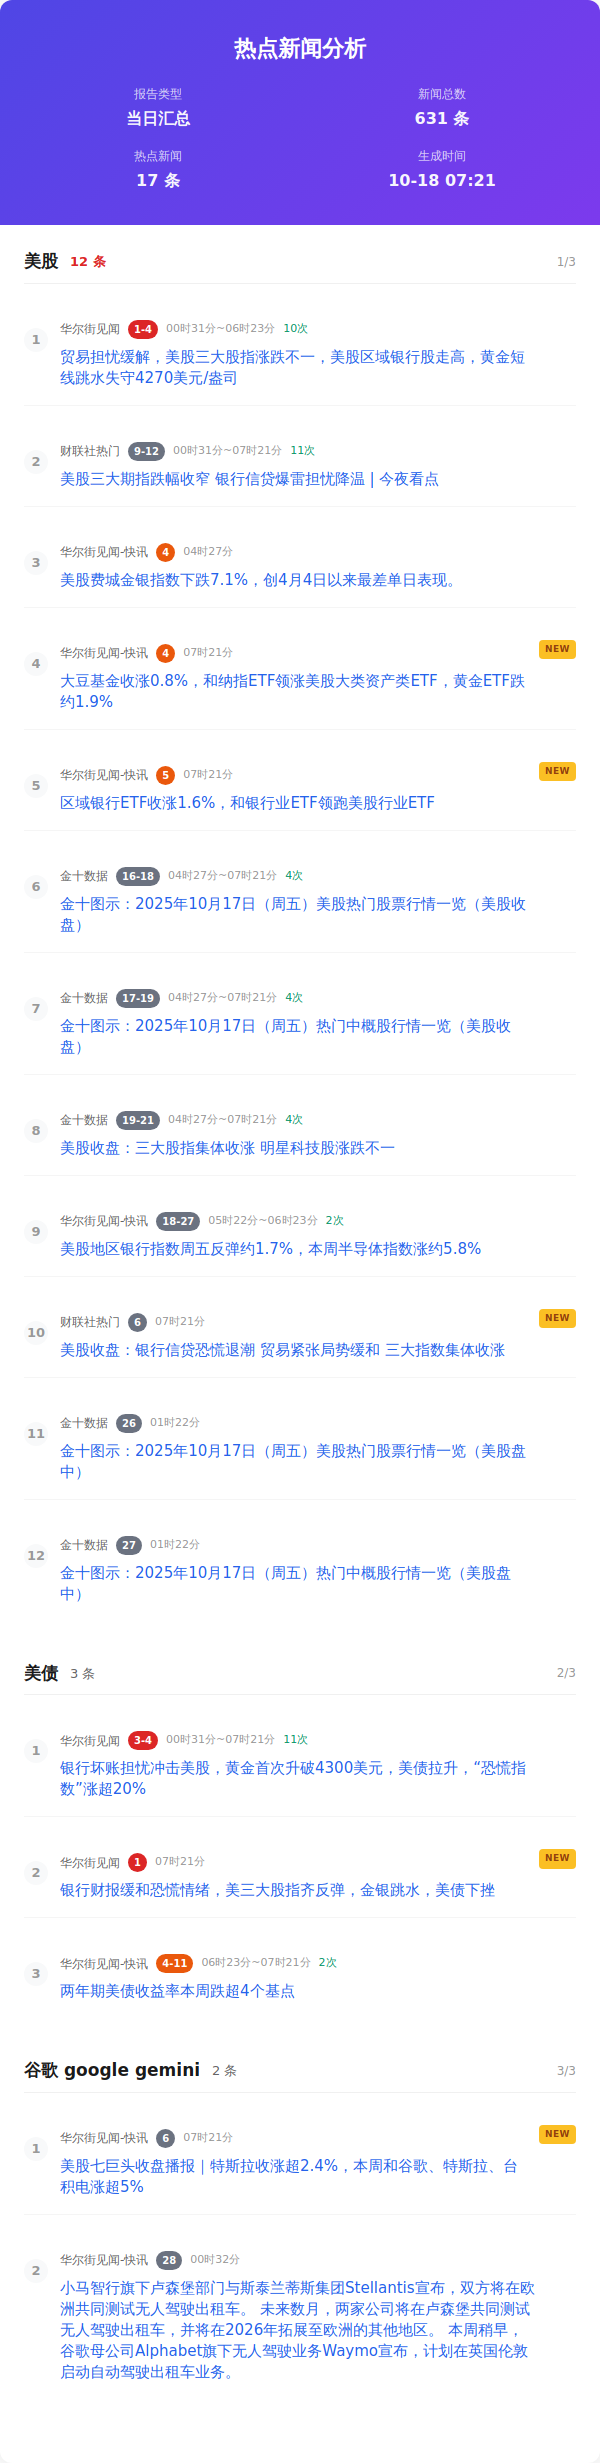 热点新闻分析
报告类型
新闻总数
当日汇总
631 条
热点新闻
生成时间
17 条
10-18 07:21
美股 12 条 1/3
1
华尔街见闻 1-4 00时31分~06时23分 10次
贸易担忧缓解，美股三大股指涨跌不一，美股区域银行股走高，黄金短
线跳水失守4270美元/盎司
2
财联社热门 9-12 00时31分~07时21分 11次
美股三大期指跌幅收窄 银行信贷爆雷担忧降温 | 今夜看点
3
华尔街见闻-快讯 4 04时27分
美股费城金银指数下跌7.1%，创4月4日以来最差单日表现。
4
华尔街见闻-快讯 4 07时21分 NEW
大豆基金收涨0.8%，和纳指ETF领涨美股大类资产类ETF，黄金ETF跌
约1.9%
5
华尔街见闻-快讯 5 07时21分 NEW
区域银行ETF收涨1.6%，和银行业ETF领跑美股行业ETF
6
金十数据 16-18 04时27分~07时21分 4次
金十图示：2025年10月17日（周五）美股热门股票行情一览（美股收
盘）
7
金十数据 17-19 04时27分~07时21分 4次
金十图示：2025年10月17日（周五）热门中概股行情一览（美股收
盘）
8
金十数据 19-21 04时27分~07时21分 4次
美股收盘：三大股指集体收涨 明星科技股涨跌不一
9
华尔街见闻-快讯 18-27 05时22分~06时23分 2次
美股地区银行指数周五反弹约1.7%，本周半导体指数涨约5.8%
10
财联社热门 6 07时21分 NEW
美股收盘：银行信贷恐慌退潮 贸易紧张局势缓和 三大指数集体收涨
11
金十数据 26 01时22分
金十图示：2025年10月17日（周五）美股热门股票行情一览（美股盘
中）
12
金十数据 27 01时22分
金十图示：2025年10月17日（周五）热门中概股行情一览（美股盘
中）
美债 3 条 2/3
1
华尔街见闻 3-4 00时31分~07时21分 11次
银行坏账担忧冲击美股，黄金首次升破4300美元，美债拉升，“恐慌指
数”涨超20%
2
华尔街见闻 1 07时21分 NEW
银行财报缓和恐慌情绪，美三大股指齐反弹，金银跳水，美债下挫
3
华尔街见闻-快讯 4-11 06时23分~07时21分 2次
两年期美债收益率本周跌超4个基点
谷歌 google gemini 2 条 3/3
1
华尔街见闻-快讯 6 07时21分 NEW
美股七巨头收盘播报｜特斯拉收涨超2.4%，本周和谷歌、特斯拉、台
积电涨超5%
2
华尔街见闻-快讯 28 00时32分
小马智行旗下卢森堡部门与斯泰兰蒂斯集团Stellantis宣布，双方将在欧
洲共同测试无人驾驶出租车。 未来数月，两家公司将在卢森堡共同测试
无人驾驶出租车，并将在2026年拓展至欧洲的其他地区。 本周稍早，
谷歌母公司Alphabet旗下无人驾驶业务Waymo宣布，计划在英国伦敦
启动自动驾驶出租车业务。